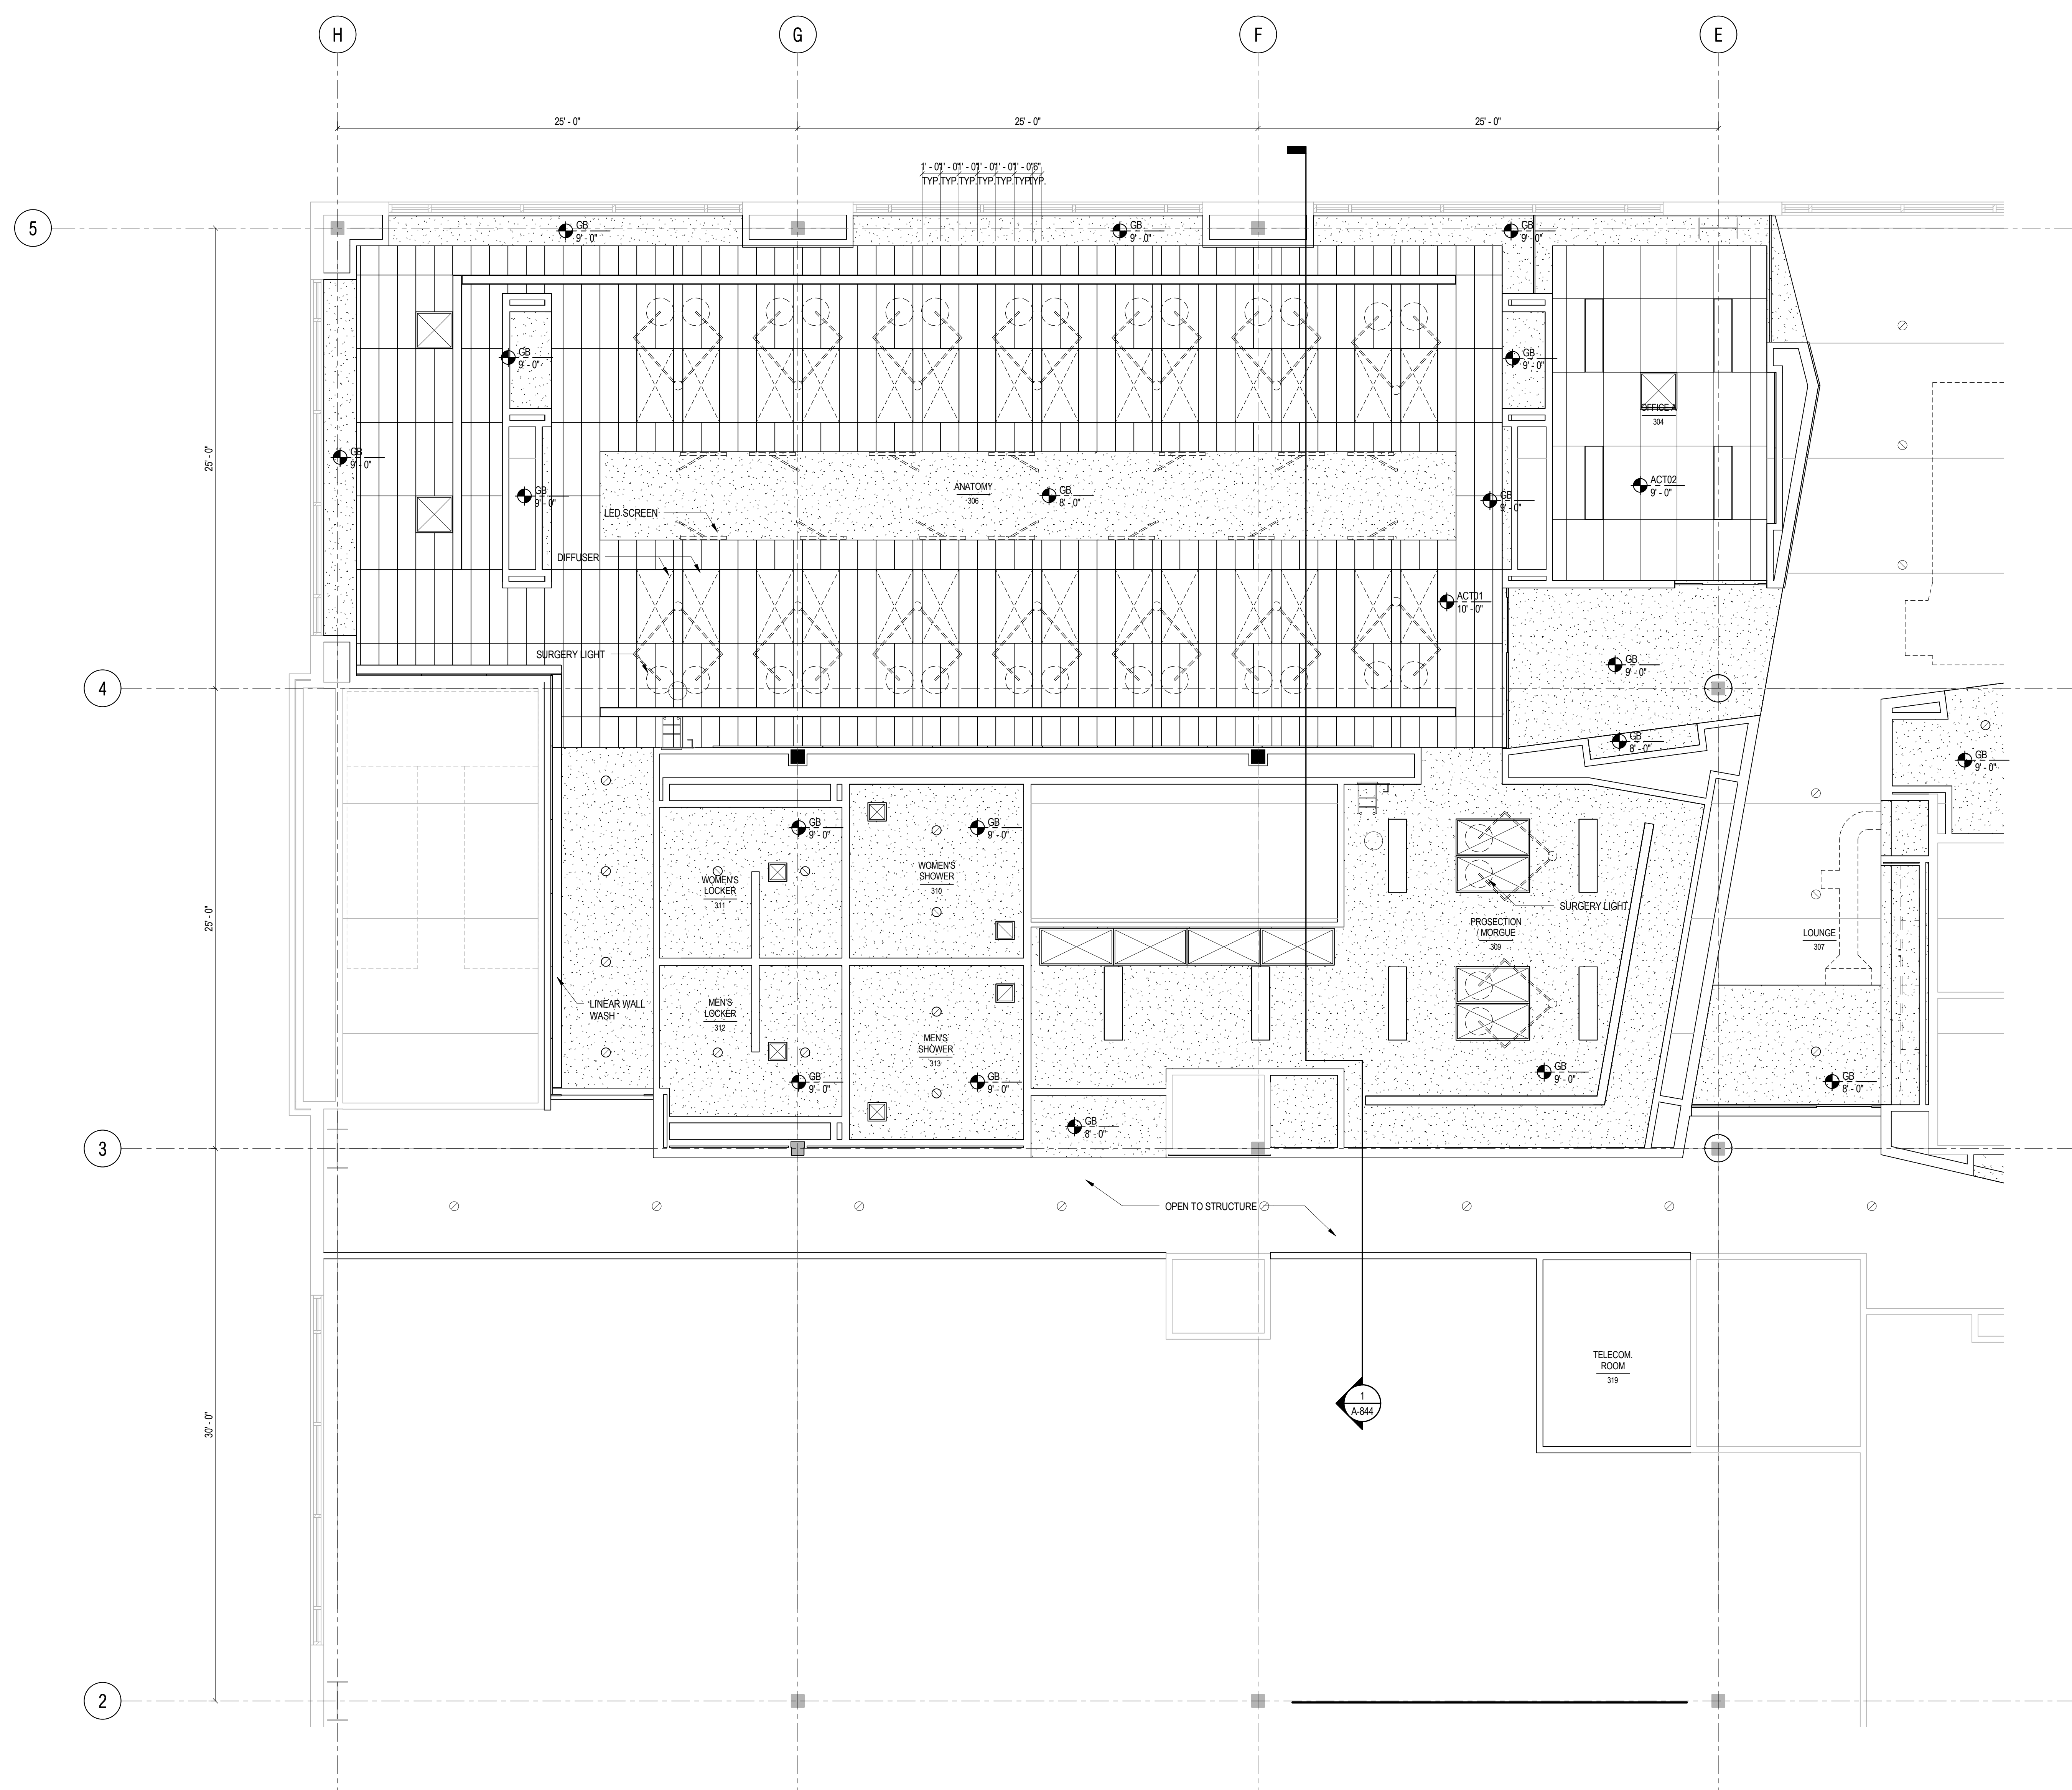 H
G
F
E
25' - 0"
25' - 0"
25' - 0"
1' - 0"
1' - 0"
1' - 0"
1' - 0"
1' - 0"
1' - 0"
6"
TYP.
TYP.
TYP.
TYP.
TYP.
TYP.
TYP.
5
GB
9' - 0"
GB
9' - 0"
GB
9' - 0"
GB
9' - 0"
GB
9' - 0"
OFFICE A
304
GB
9' - 0"
25' - 0"
GB
9' - 0"
ANATOMY
306
GB
8' - 0"
GB
9' - 0"
ACT02
9' - 0"
LED SCREEN
DIFFUSER
ACT01
10' - 0"
SURGERY LIGHT
GB
9' - 0"
4
GB
8' - 0"
GB
9' - 0"
GB
9' - 0"
GB
9' - 0"
WOMEN'S
LOCKER
311
WOMEN'S
SHOWER
310
25' - 0"
SURGERY LIGHT
PROSECTION
/ MORGUE
309
LOUNGE
307
LINEAR WALL
WASH
MEN'S
LOCKER
312
MEN'S
SHOWER
313
GB
9' - 0"
GB
9' - 0"
GB
9' - 0"
GB
8' - 0"
GB
8' - 0"
3
OPEN TO STRUCTURE
TELECOM.
ROOM
319
1
A-844
30' - 0"
2